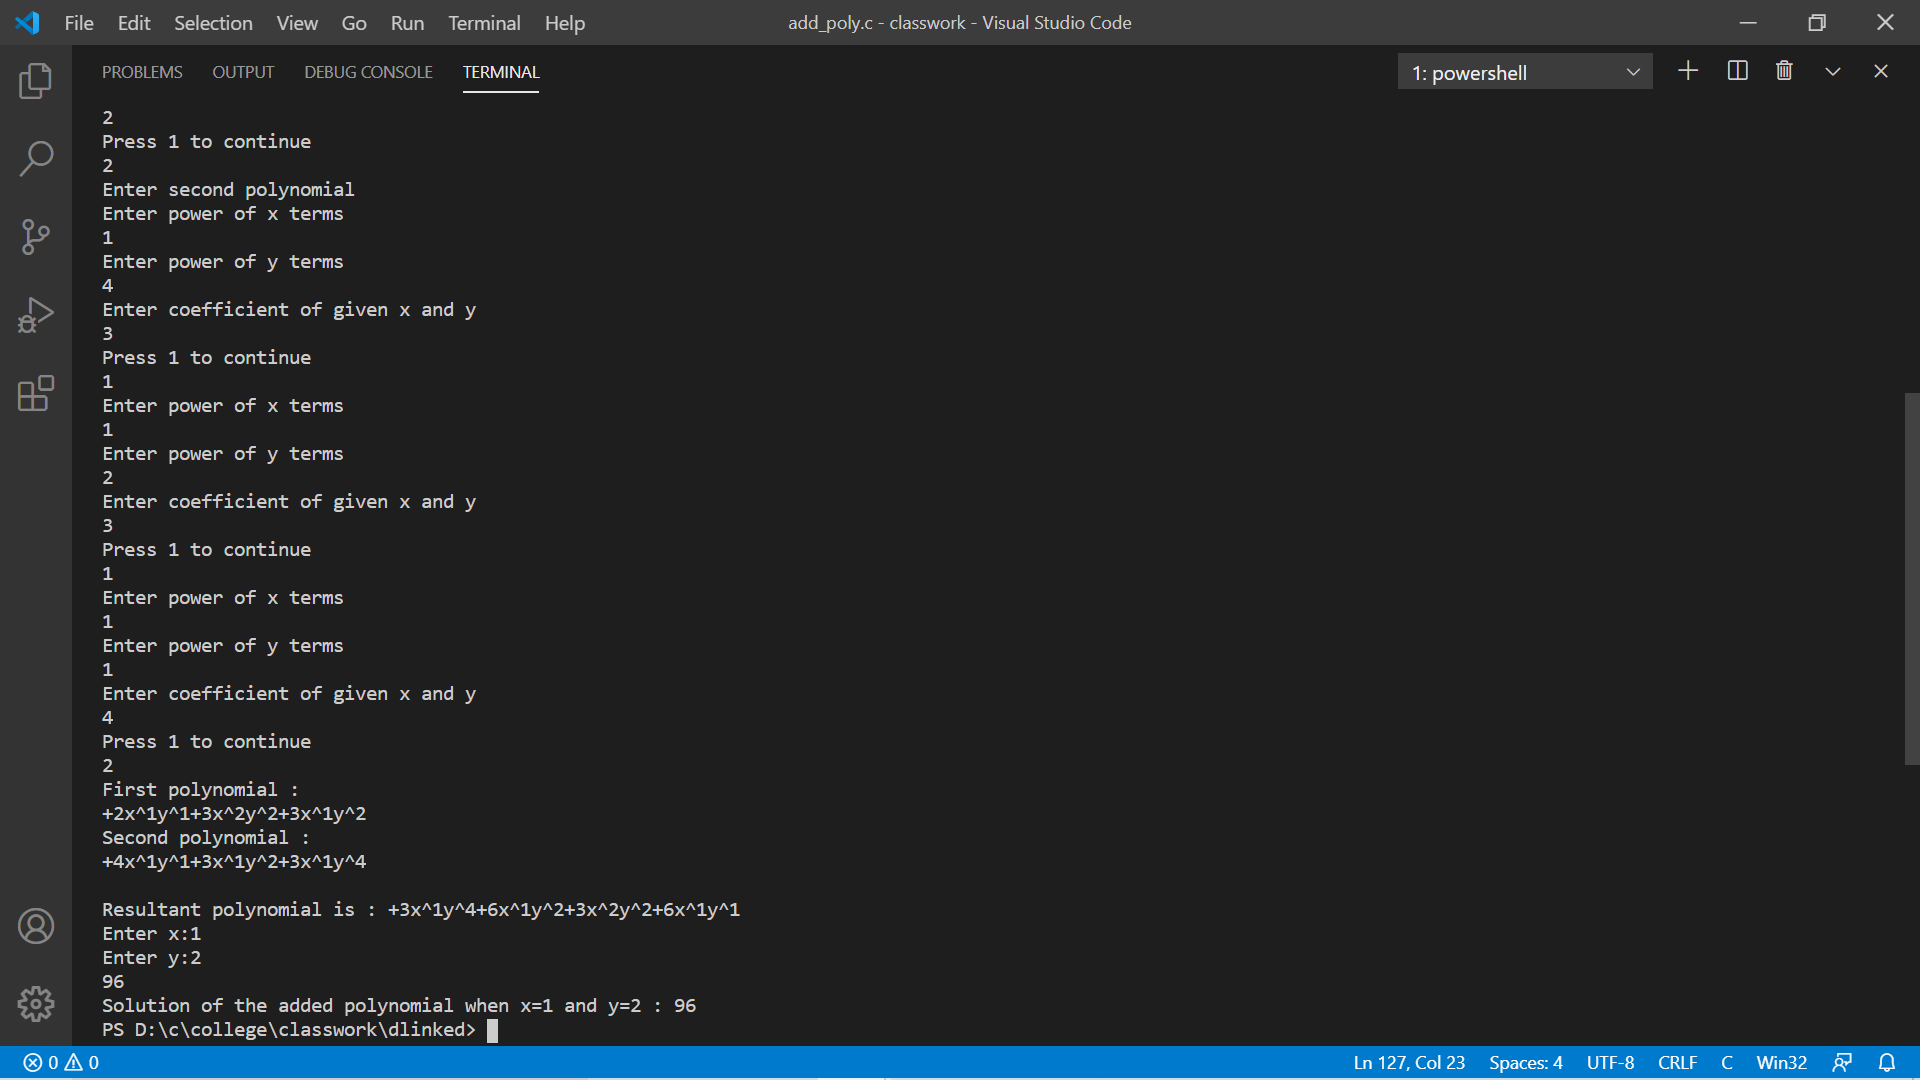 File Edit Selection View Go Run Terminal Help add_poly.c - classwork - Visual Studio Code
PROBLEMS OUTPUT DEBUG CONSOLE TERMINAL 1: powershell
2
Press 1 to continue
2
Enter second polynomial
Enter power of x terms
1
Enter power of y terms
4
Enter coefficient of given x and y
3
Press 1 to continue
1
Enter power of x terms
1
Enter power of y terms
2
Enter coefficient of given x and y
3
Press 1 to continue
1
Enter power of x terms
1
Enter power of y terms
1
Enter coefficient of given x and y
4
Press 1 to continue
2
First polynomial :
+2x^1y^1+3x^2y^2+3x^1y^2
Second polynomial :
+4x^1y^1+3x^1y^2+3x^1y^4
Resultant polynomial is : +3x^1y^4+6x^1y^2+3x^2y^2+6x^1y^1
Enter x:1
Enter y:2
96
Solution of the added polynomial when x=1 and y=2 : 96
PS D:\c\college\classwork\dlinked>
0 0 Ln 127, Col 23 Spaces: 4 UTF-8 CRLF C Win32